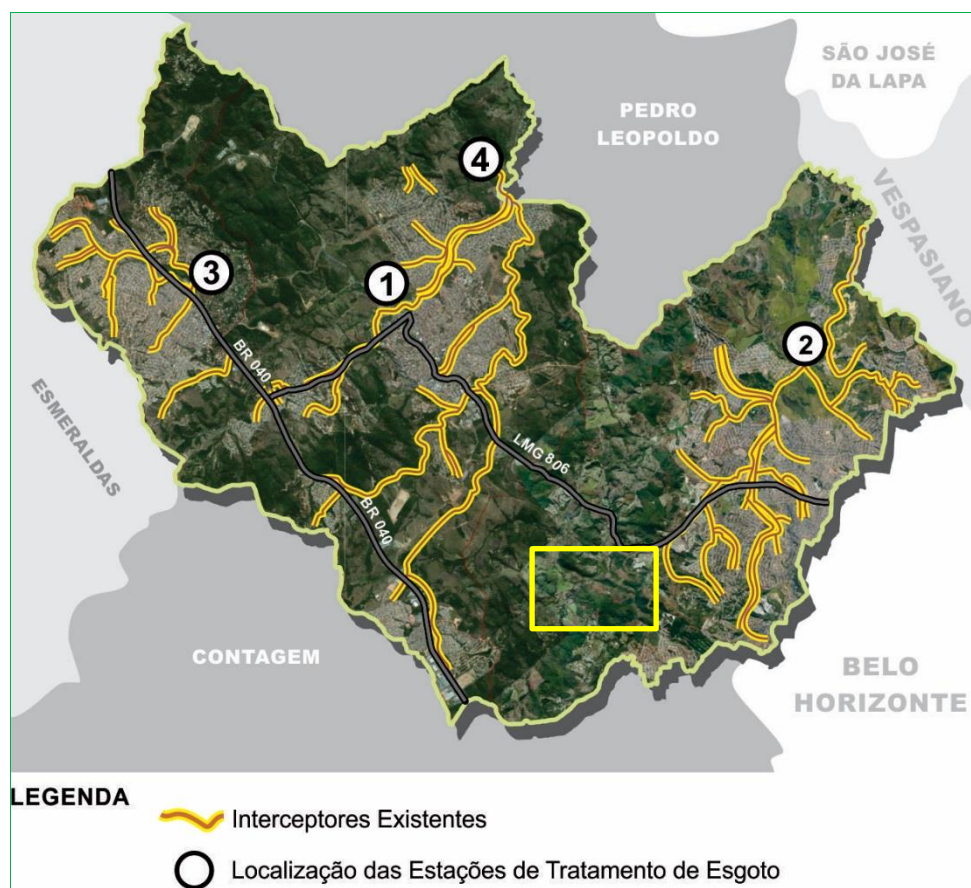 SÃO JOSÉ
DA LAPA
PEDRO
LEOPOLDO
VESPASIANO
4
3
1
2
BR 040
LMG 806
ESMERALDAS
BR 040
CONTAGEM
BELO
HORIZONTE
LEGENDA
Interceptores Existentes
Localização das Estações de Tratamento de Esgoto